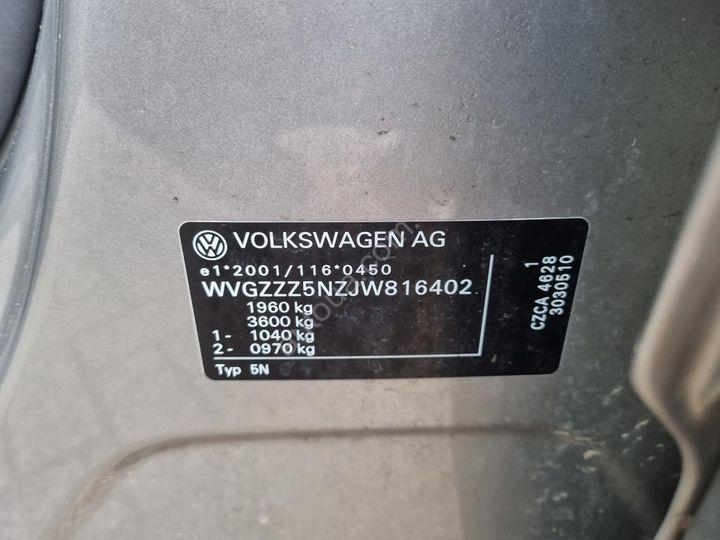 VOLKSWAGEN AG
e1*2001/116*0450
WVGZZZ5NZJW816402
1960 kg
3600 kg
1- 1040 kg
2- 0970 kg
Typ 5N
1
CZCA 4628
3030510